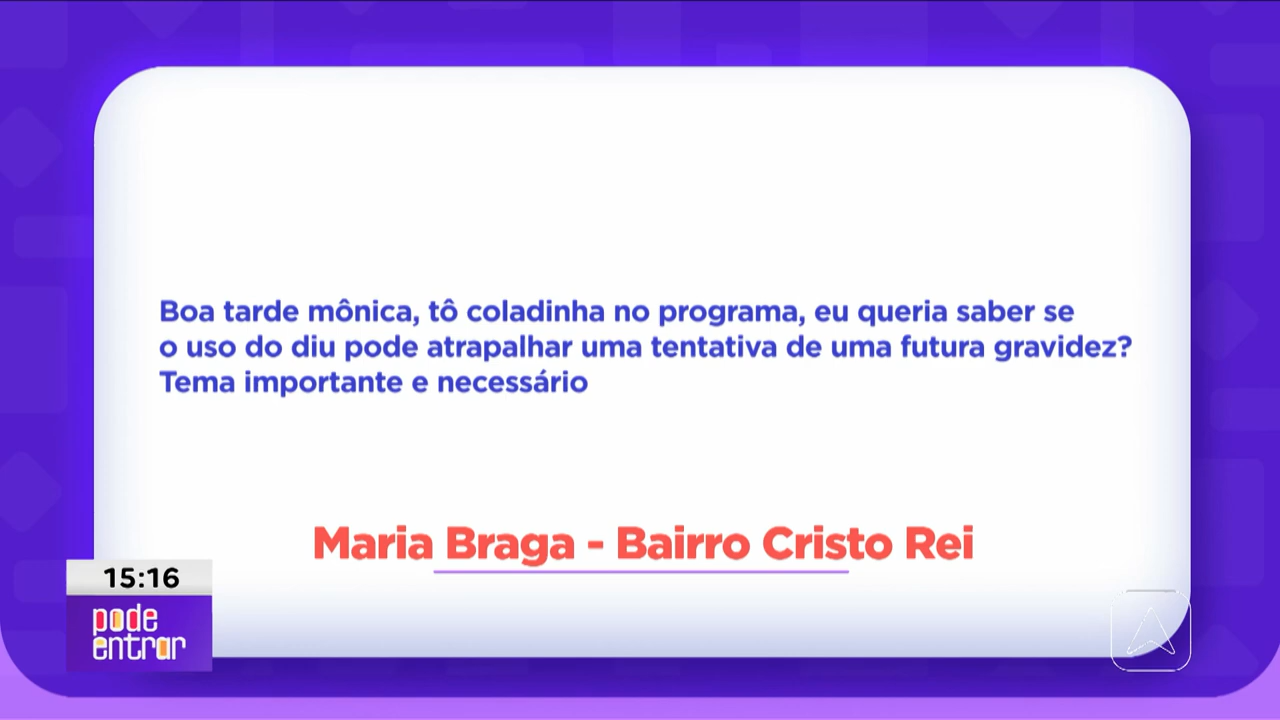 Boa tarde mônica, tô coladinha no programa, eu queria saber se
o uso do diu pode atrapalhar uma tentativa de uma futura gravidez?
Tema importante e necessário
Maria Braga - Bairro Cristo Rei
15:16
pode
entrar